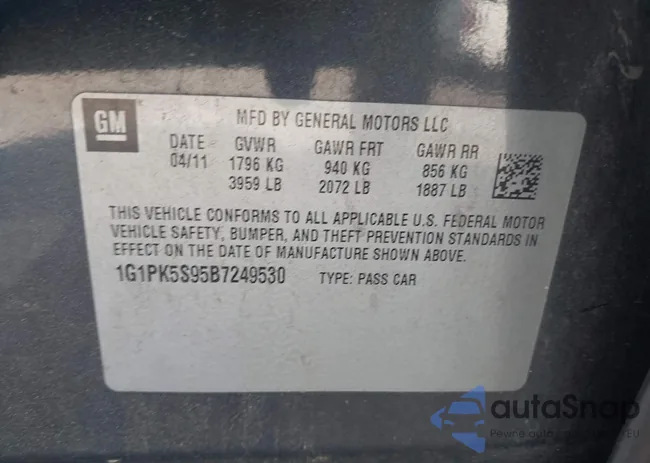 GM
MFD BY GENERAL MOTORS LLC
DATE GVWR GAWR FRT GAWR RR
04/11 1796 KG 940 KG 856 KG
3959 LB 2072 LB 1887 LB
THIS VEHICLE CONFORMS TO ALL APPLICABLE U.S. FEDERAL MOTOR
VEHICLE SAFETY, BUMPER, AND THEFT PREVENTION STANDARDS IN
EFFECT ON THE DATE OF MANUFACTURE SHOWN ABOVE.
1G1PK5S95B7249530 TYPE: PASS CAR
autoSnap
Pewne auto